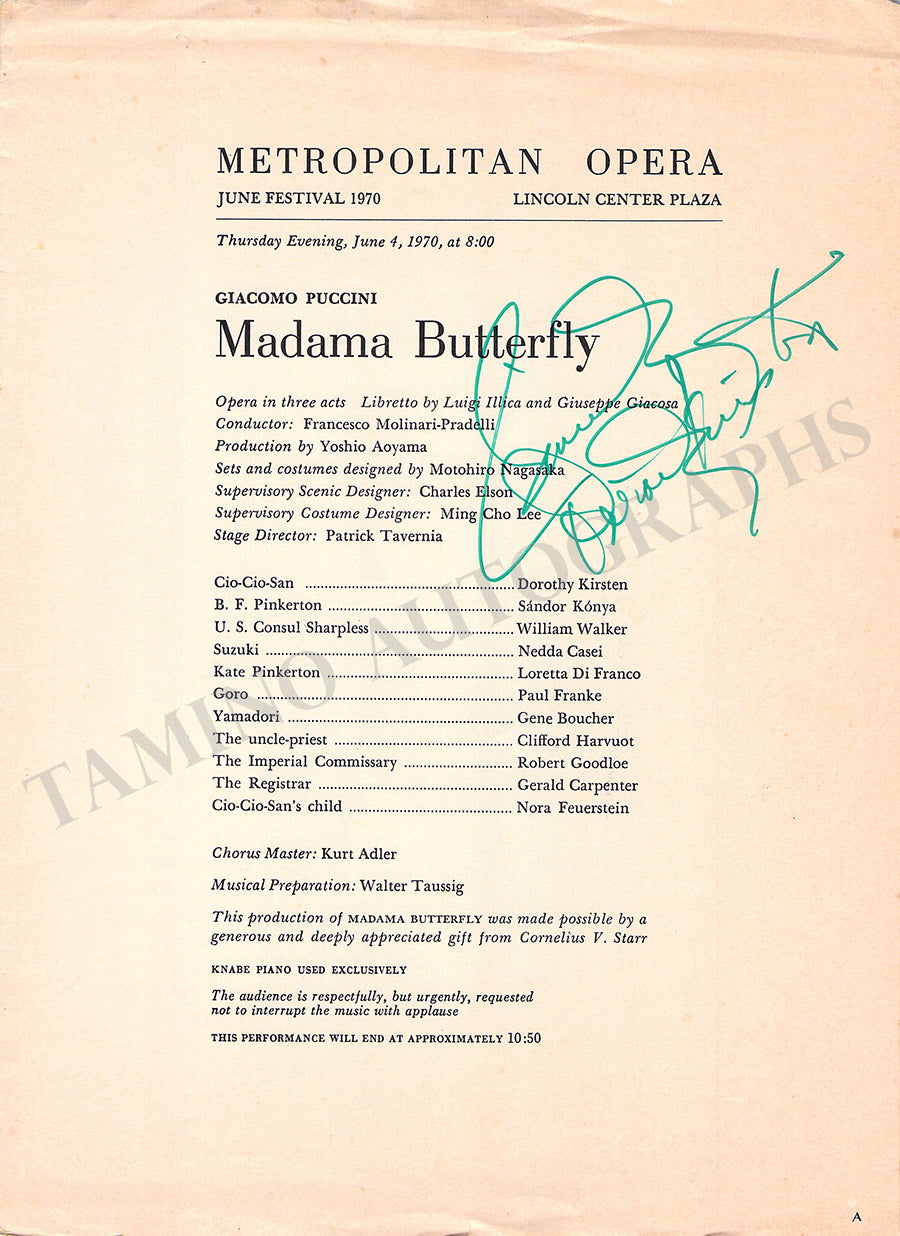 METROPOLITAN OPERA
JUNE FESTIVAL 1970 LINCOLN CENTER PLAZA
Thursday Evening, June 4, 1970, at 8:00
GIACOMO PUCCINI
Madama Butterfly
Opera in three acts Libretto by Luigi Illica and Giuseppe Giacosa
Conductor: Francesco Molinari-Pradelli
Production by Yoshio Aoyama
Sets and costumes designed by Motohiro Nagasaka
Supervisory Scenic Designer: Charles Elson
Supervisory Costume Designer: Ming Cho Lee
Stage Director: Patrick Tavernia
Cio-Cio-San ........ Dorothy Kirsten
B. F. Pinkerton ........ Sándor Kónya
U. S. Consul Sharpless ........ William Walker
Suzuki ........ Nedda Casei
Kate Pinkerton ........ Loretta Di Franco
Goro ........ Paul Franke
Yamadori ........ Gene Boucher
The uncle-priest ........ Clifford Harvuot
The Imperial Commissary ........ Robert Goodloe
The Registrar ........ Gerald Carpenter
Cio-Cio-San's child ........ Nora Feuerstein
Chorus Master: Kurt Adler
Musical Preparation: Walter Taussig
This production of MADAMA BUTTERFLY was made possible by a
generous and deeply appreciated gift from Cornelius V. Starr
KNABE PIANO USED EXCLUSIVELY
The audience is respectfully, but urgently, requested
not to interrupt the music with applause
THIS PERFORMANCE WILL END AT APPROXIMATELY 10:50
A
TAMINO AUTOGRAPHS